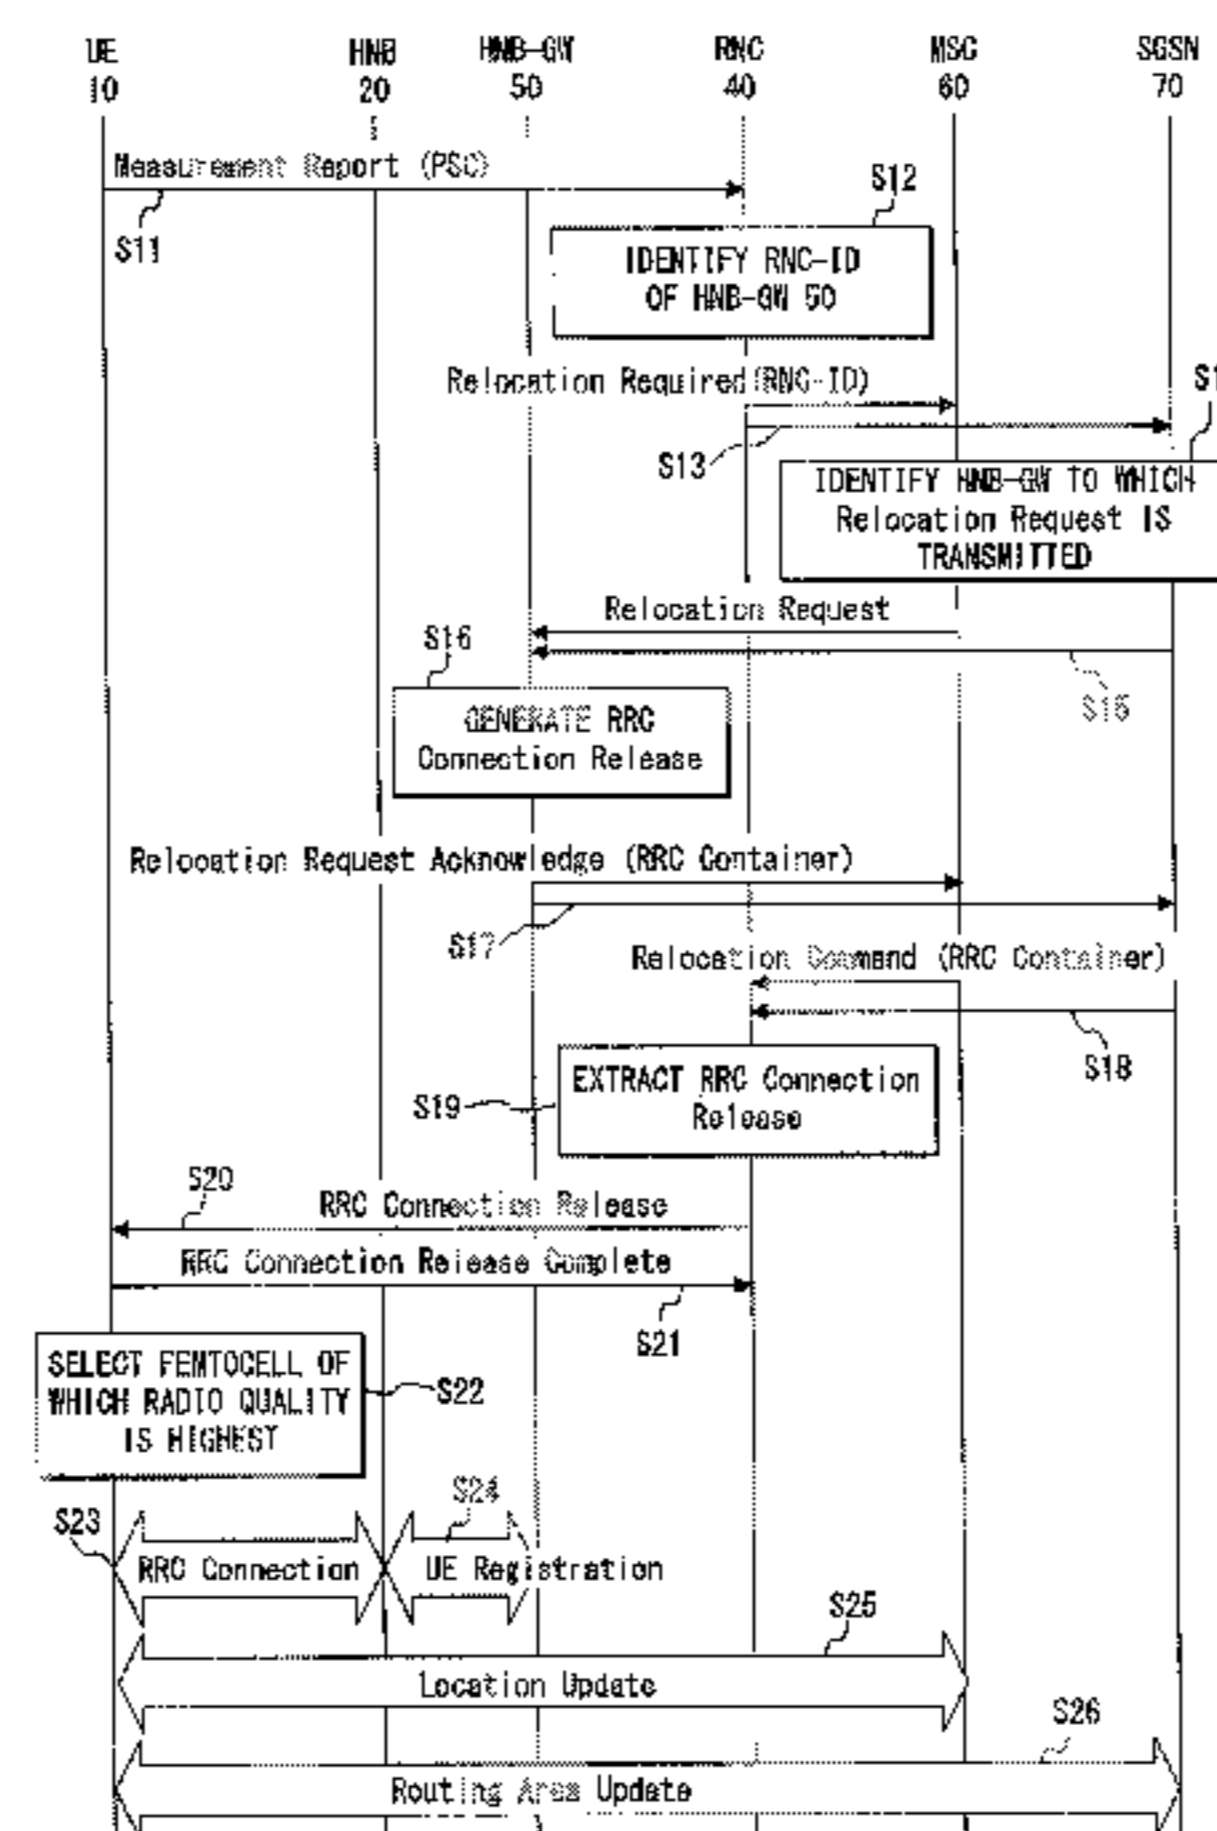 UE HNB HNB-GW RNC MSC SGSN
10 20 50 40 60 70
Measurement Report (PSC)
S12
S11
IDENTIFY RNC-ID
OF HNB-GW 50
Relocation Required(RNC-ID)
S13
IDENTIFY HNB-GW TO WHICH
Relocation Request IS
TRANSMITTED
Relocation Request
S16
S15
GENERATE RRC
Connection Release
Relocation Request Acknowledge (RRC Container)
S17
Relocation Command (RRC Container)
S18
EXTRACT RRC Connection
Release
S19
S20
RRC Connection Release
RRC Connection Release Complete
S21
SELECT FEMTOCELL OF
WHICH RADIO QUALITY
IS HIGHEST
S22
S24
S23
RRC Connection
UE Registration
S25
Location Update
S26
Routing Area Update